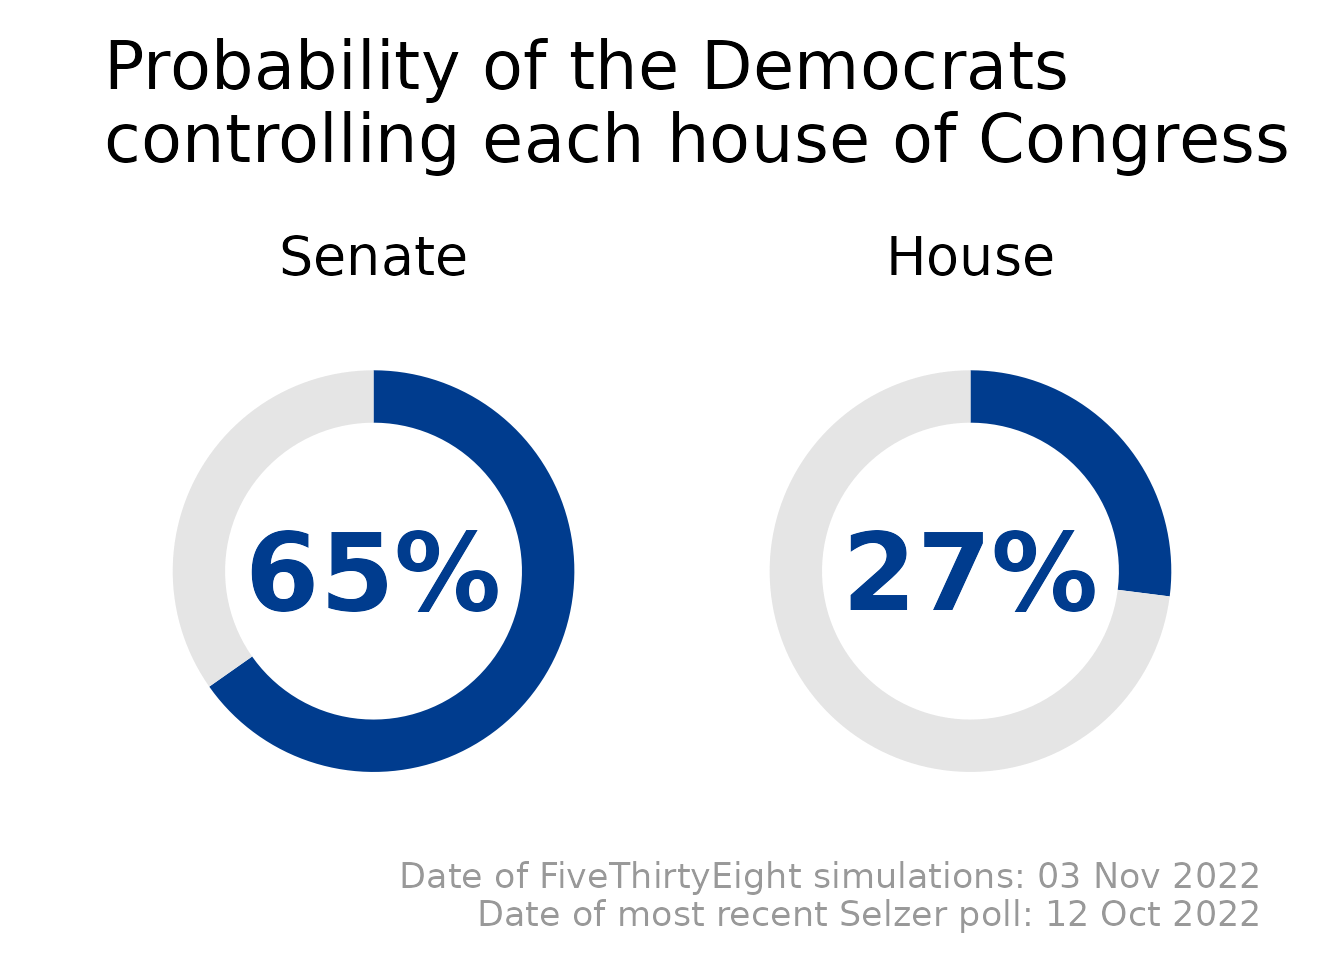 Probability of the Democrats
controlling each house of Congress
Senate
House
65%
27%
Date of FiveThirtyEight simulations: 03 Nov 2022
Date of most recent Selzer poll: 12 Oct 2022